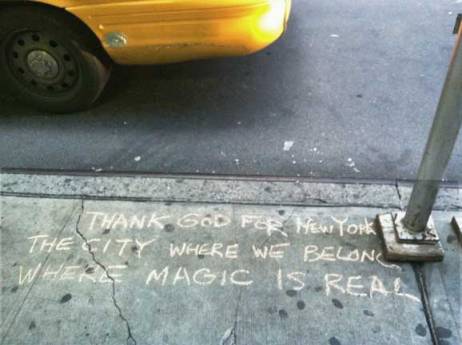 THANK GOD FOR NEW YORK
THE CITY WHERE WE BELONG
WHERE MAGIC IS REAL